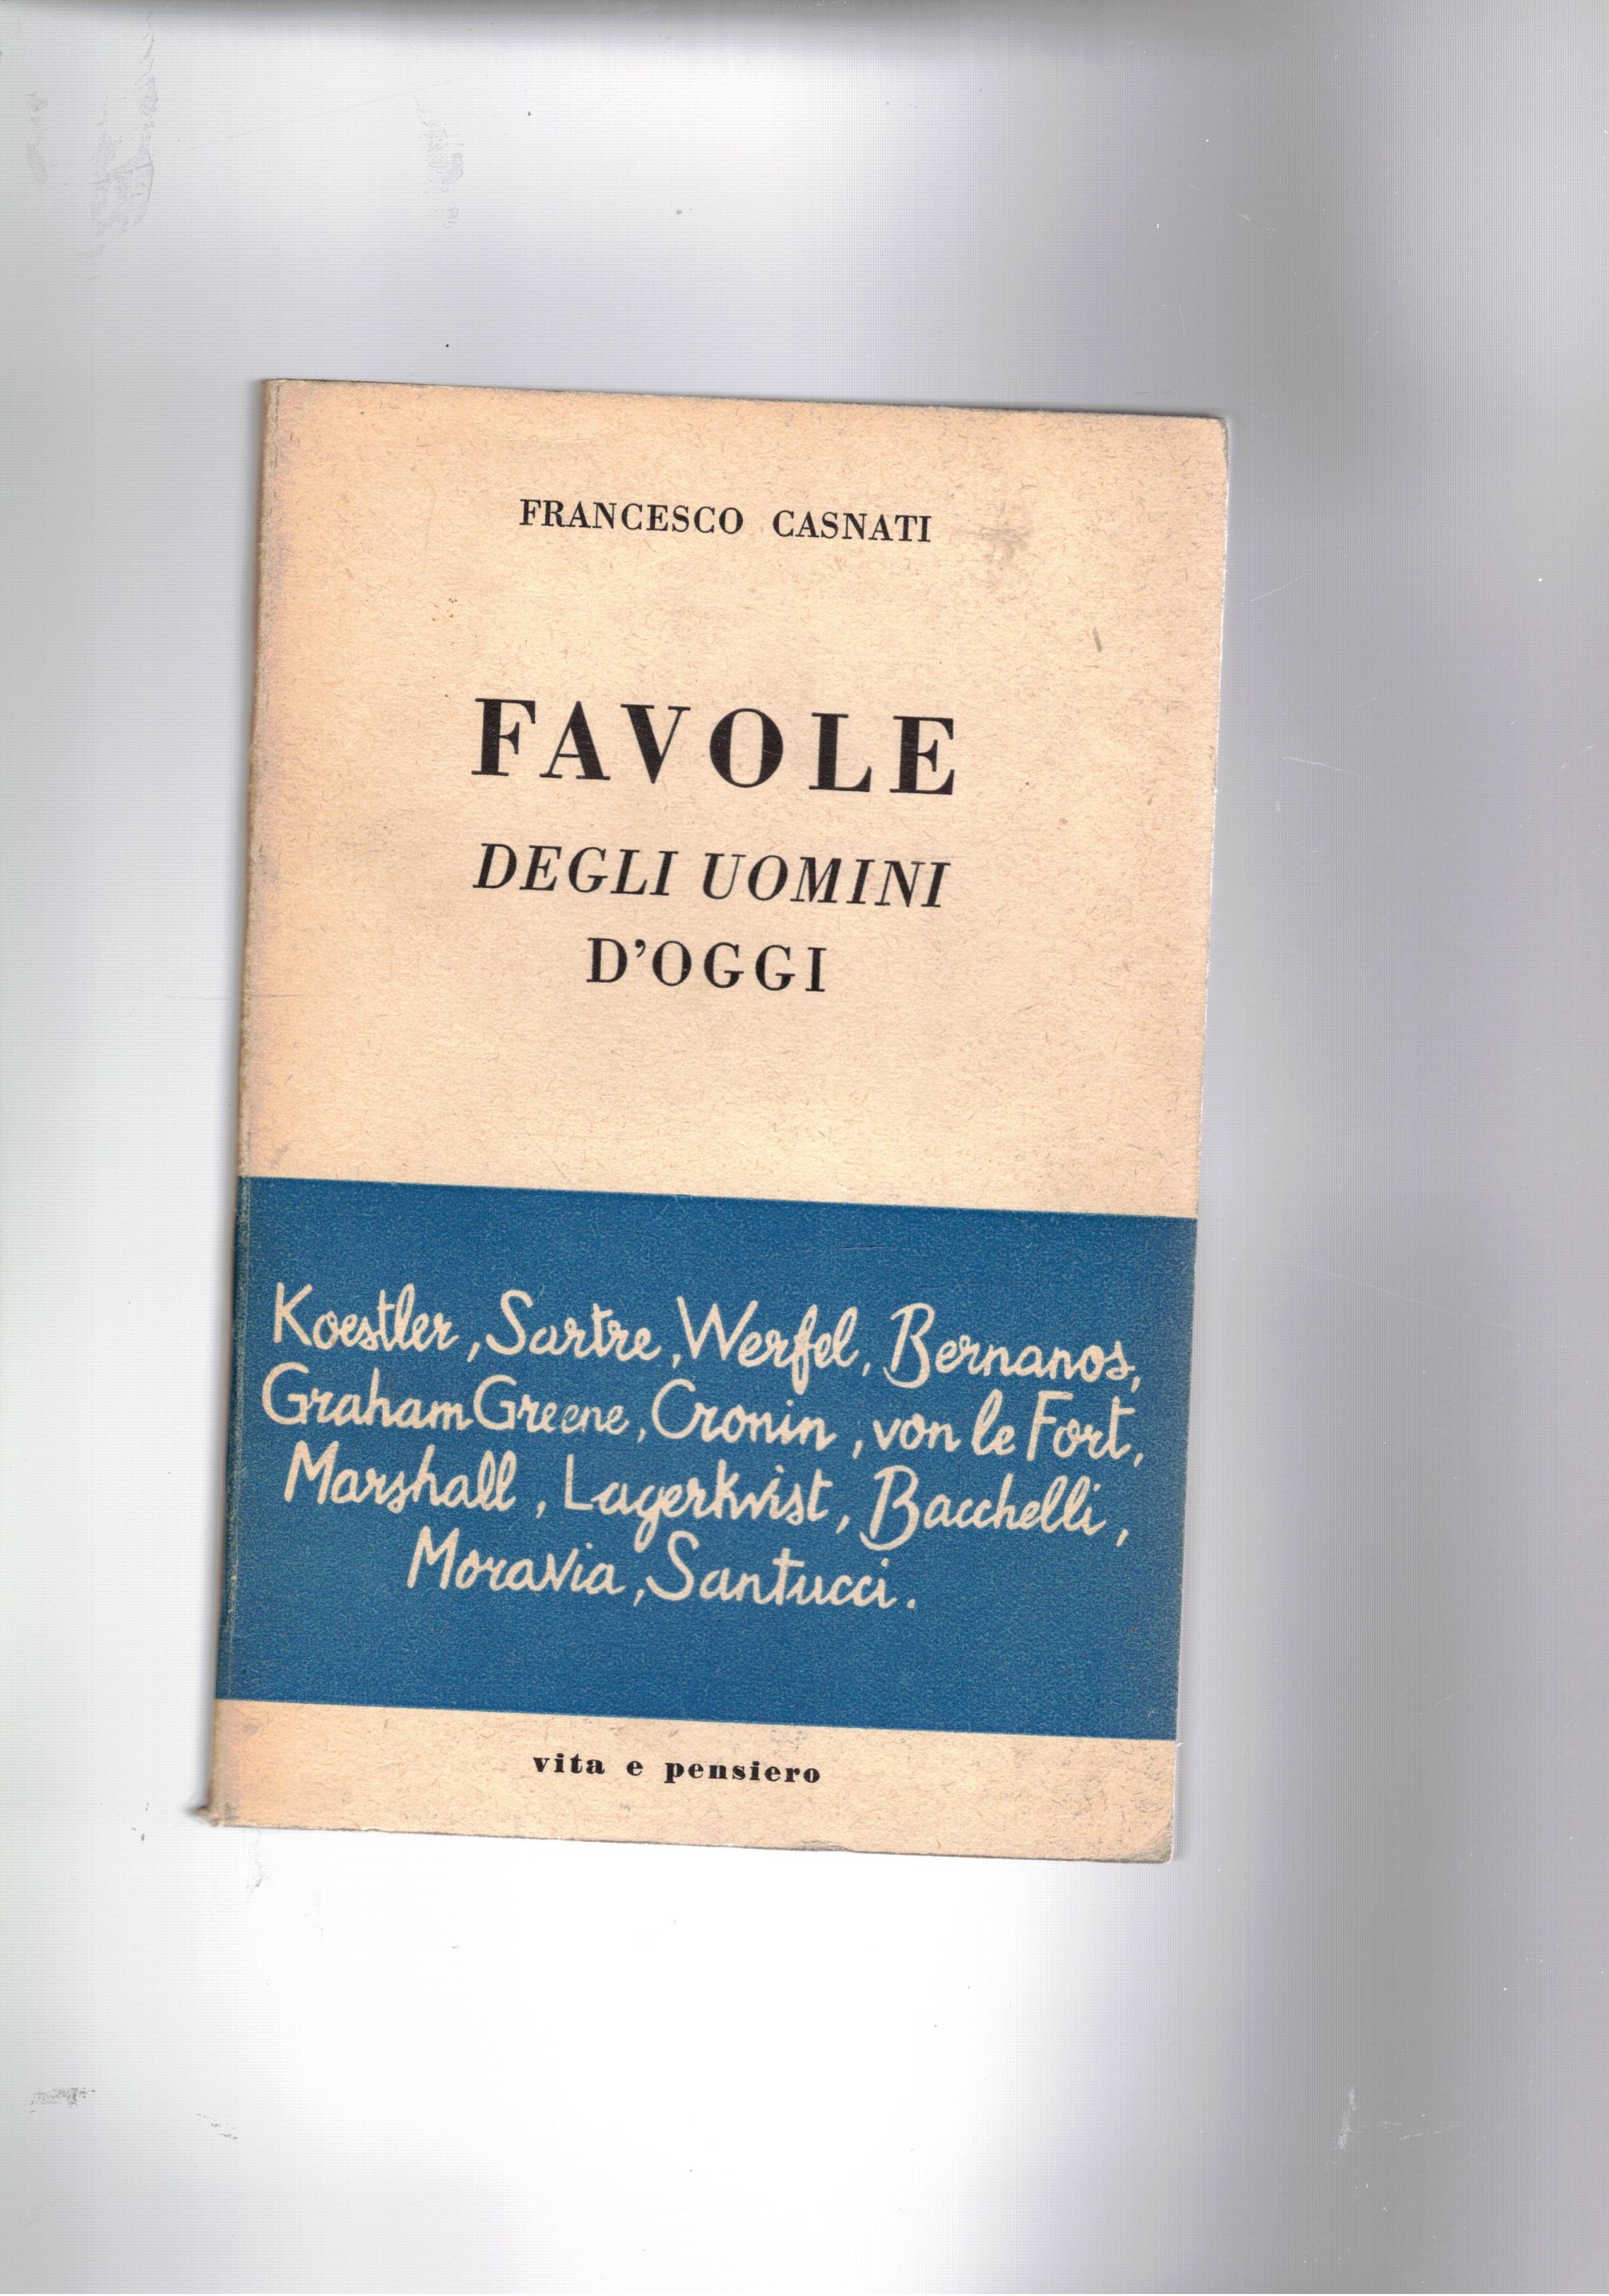 FRANCESCO CASNATI
FAVOLE
DEGLI UOMINI
D'OGGI
Koestler, Sartre, Werfel, Bernanos,
Graham Greene, Cronin, von le Fort,
Marshall, Lagerkvist, Bacchelli,
Moravia, Santucci.
vita e pensiero